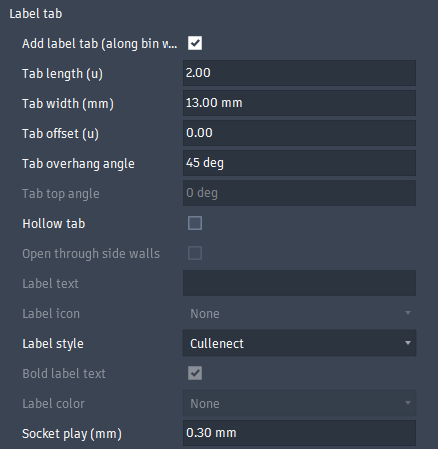 Label tab
Add label tab (along bin w...
Tab length (u) 2.00
Tab width (mm) 13.00 mm
Tab offset (u) 0.00
Tab overhang angle 45 deg
Tab top angle 0 deg
Hollow tab
Open through side walls
Label text
Label icon None
Label style Cullenect
Bold label text
Label color None
Socket play (mm) 0.30 mm